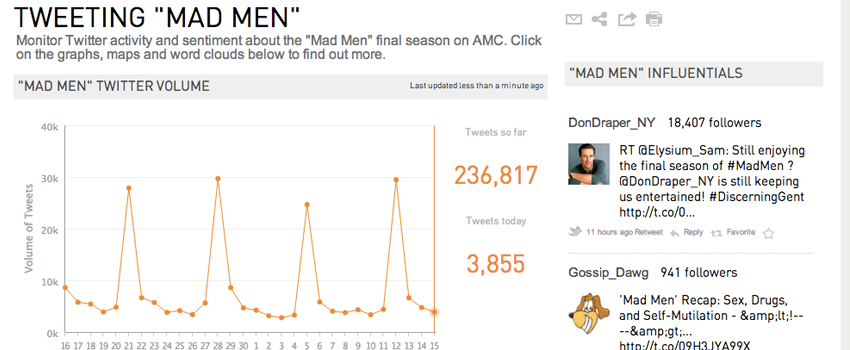 TWEETING "MAD MEN"
Monitor Twitter activity and sentiment about the "Mad Men" final season on AMC. Click
on the graphs, maps and word clouds below to find out more.
"MAD MEN" TWITTER VOLUME
Last updated less than a minute ago
40k
30k
20k
10k
0k
Volume of Tweets
16 17 18 19 20 21 22 23 24 25 26 27 28 29 30 1 2 3 4 5 6 7 8 9 10 11 12 13 14 15
Tweets so far
236,817
Tweets today
3,855
"MAD MEN" INFLUENTIALS
DonDraper_NY 18,407 followers
RT @Elysium_Sam: Still enjoying
the final season of #MadMen ?
@DonDraper_NY is still keeping
us entertained! #DiscerningGent
http://t.co/0...
11 hours ago Retweet Reply Favorite
Gossip_Dawg 941 followers
'Mad Men' Recap: Sex, Drugs,
and Self-Mutilation - &amp;lt;!--
--&amp;gt;...
http://t.co/09H3JYA99X